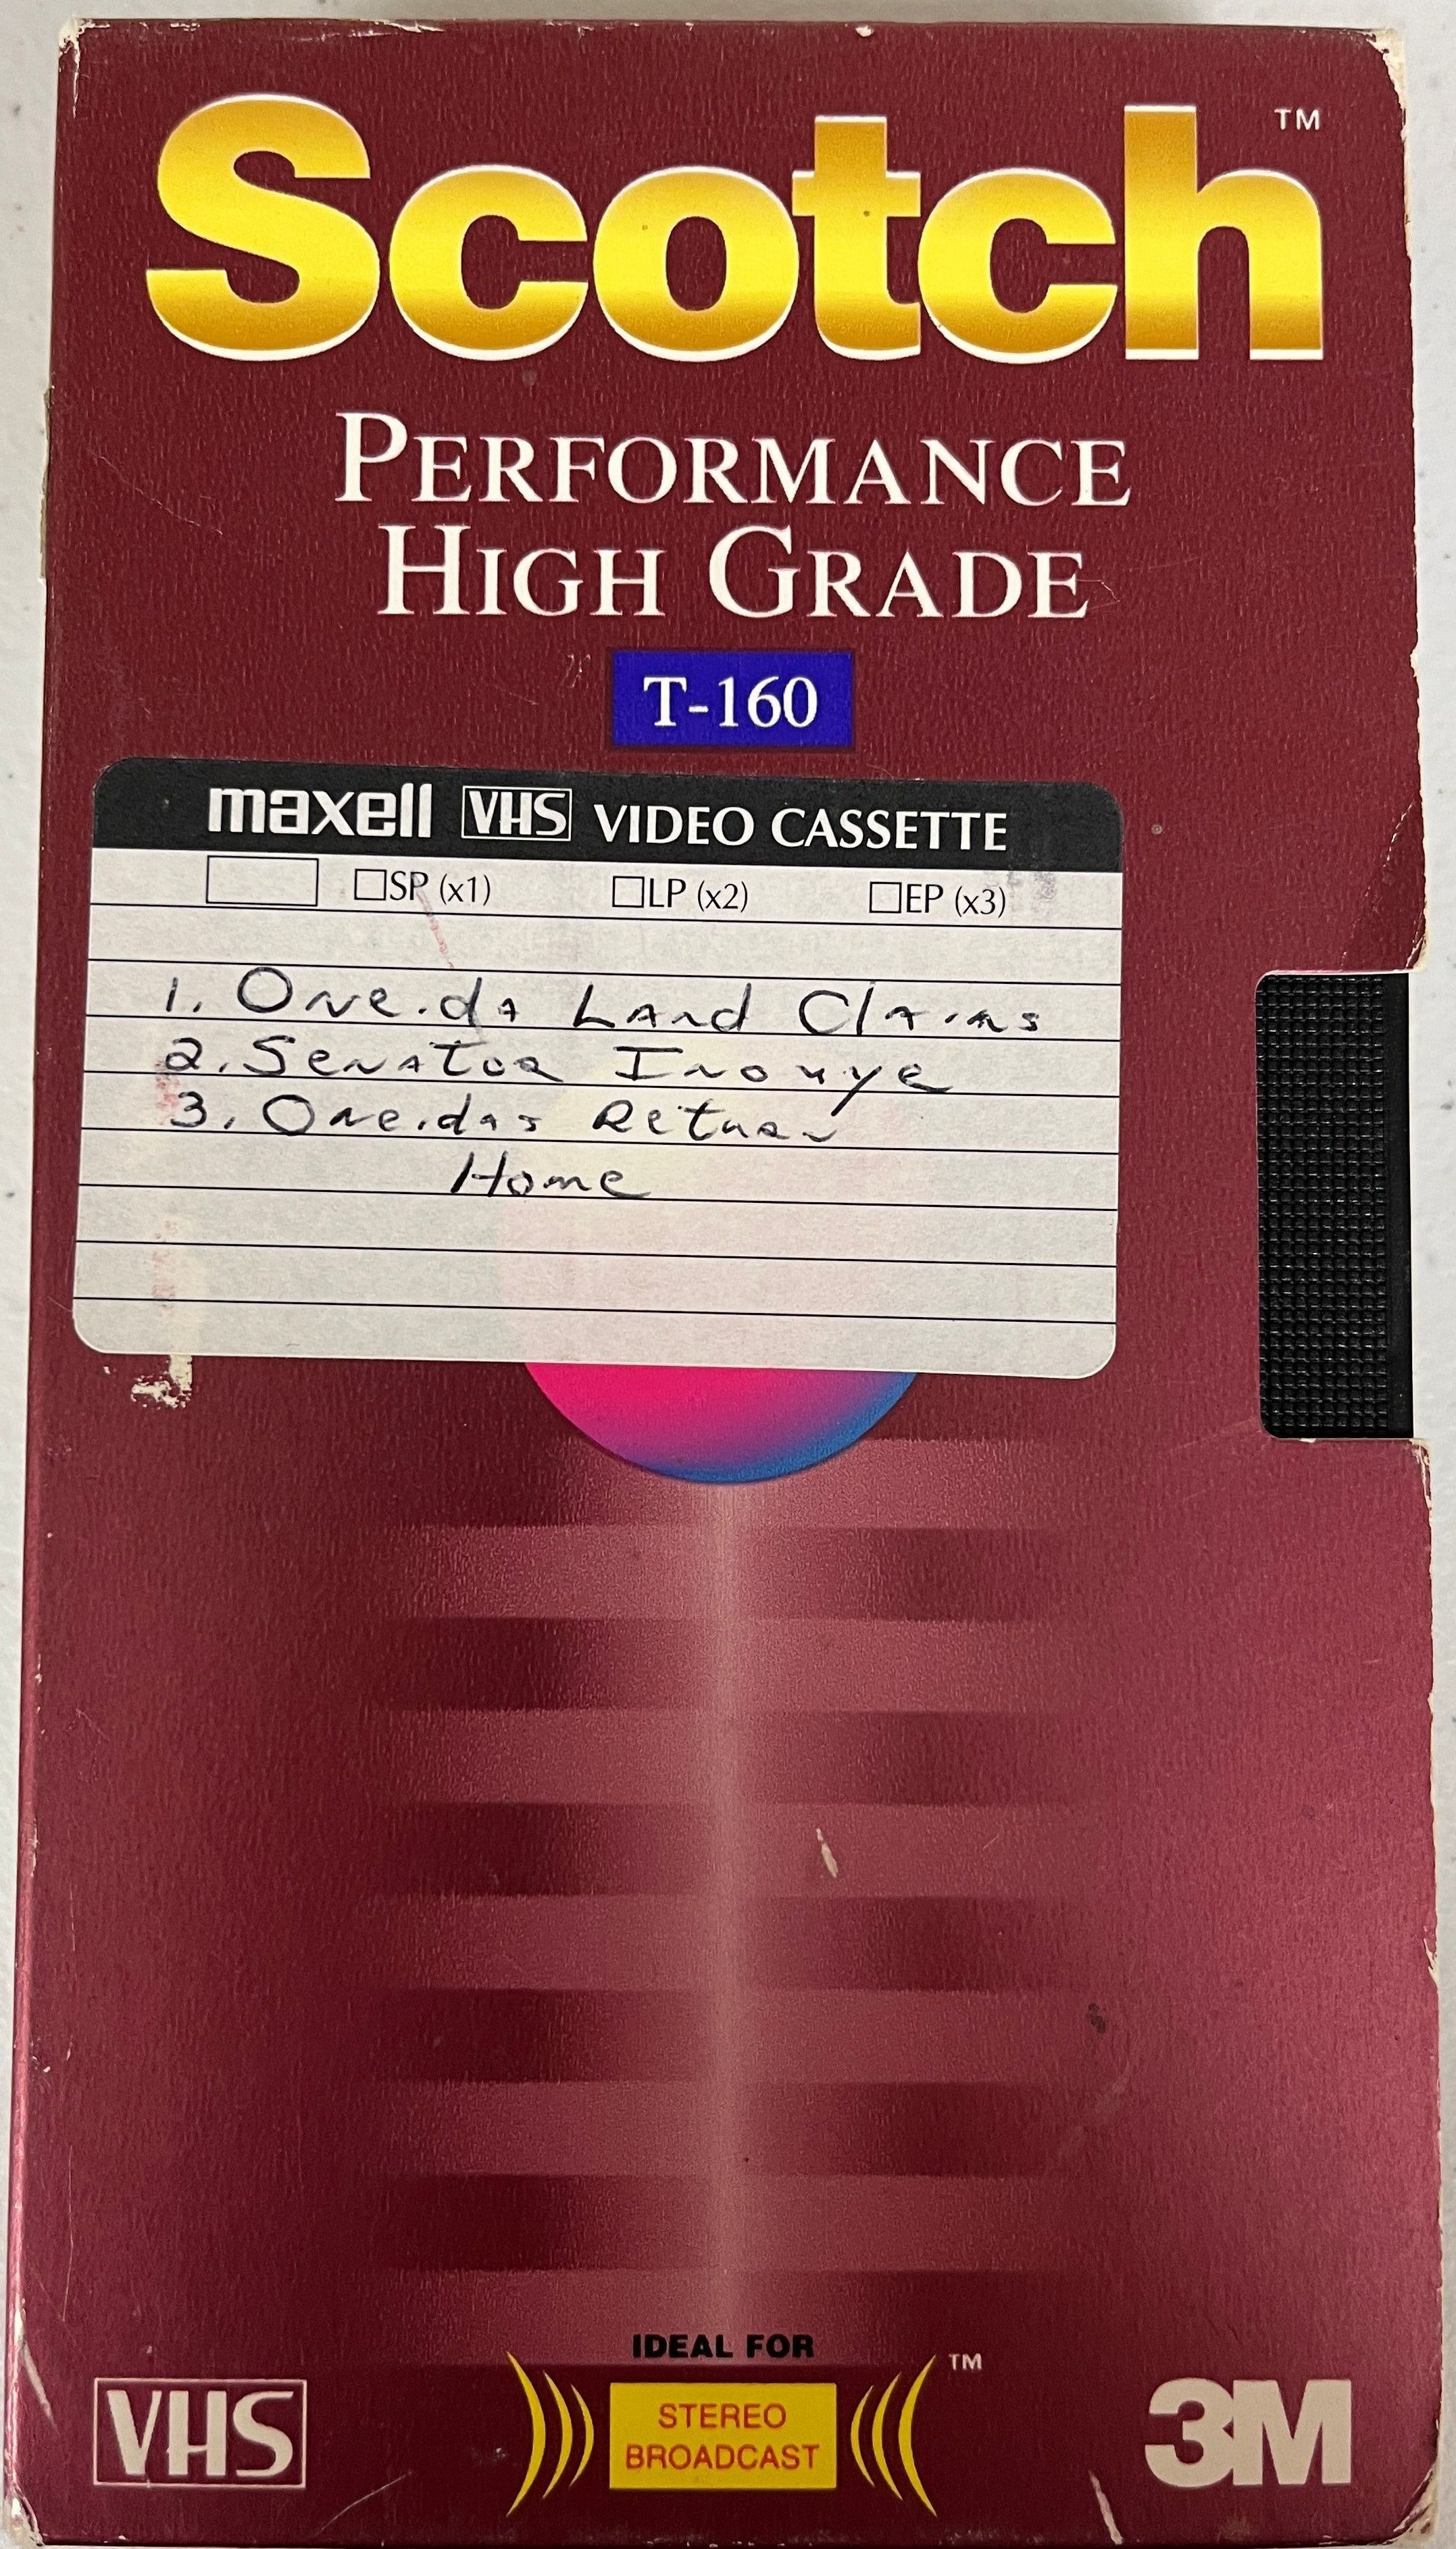 Scotch™
PERFORMANCE
HIGH GRADE
T-160
maxell VHS VIDEO CASSETTE
SP (x1) LP (x2) EP (x3)
1. Oneida Land Claims
2. Senator Inouye
3. Oneidas Return
Home
IDEAL FOR
STEREO
BROADCAST
™
VHS
3M